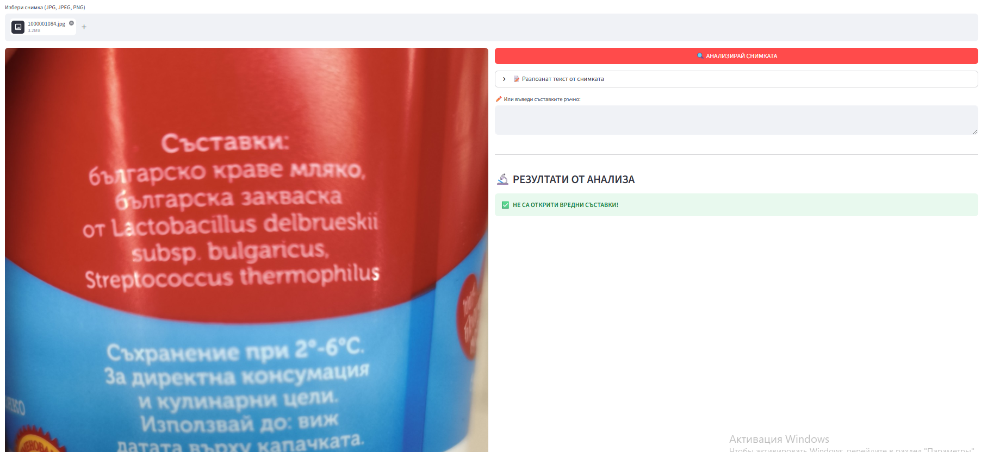 Избери снимка (JPG, JPEG, PNG)
1000001084.jpg
3.2MB
АНАЛИЗИРАЙ СНИМКАТА
Разпознат текст от снимката
Или въведи съставките ръчно:
РЕЗУЛТАТИ ОТ АНАЛИЗА
НЕ СА ОТКРИТИ ВРЕДНИ СЪСТАВКИ!
Съставки:
българско краве мляко,
българска закваска
от Lactobacillus delbrueskii
subsp. bulgaricus,
Streptococcus thermophilus
Съхранение при 2°-6°C.
За директна консумация
и кулинарни цели.
Използвай до: виж
датата върху капачката.
Активация Windows
Чтобы активировать Windows, перейдите в раздел "Параметры".